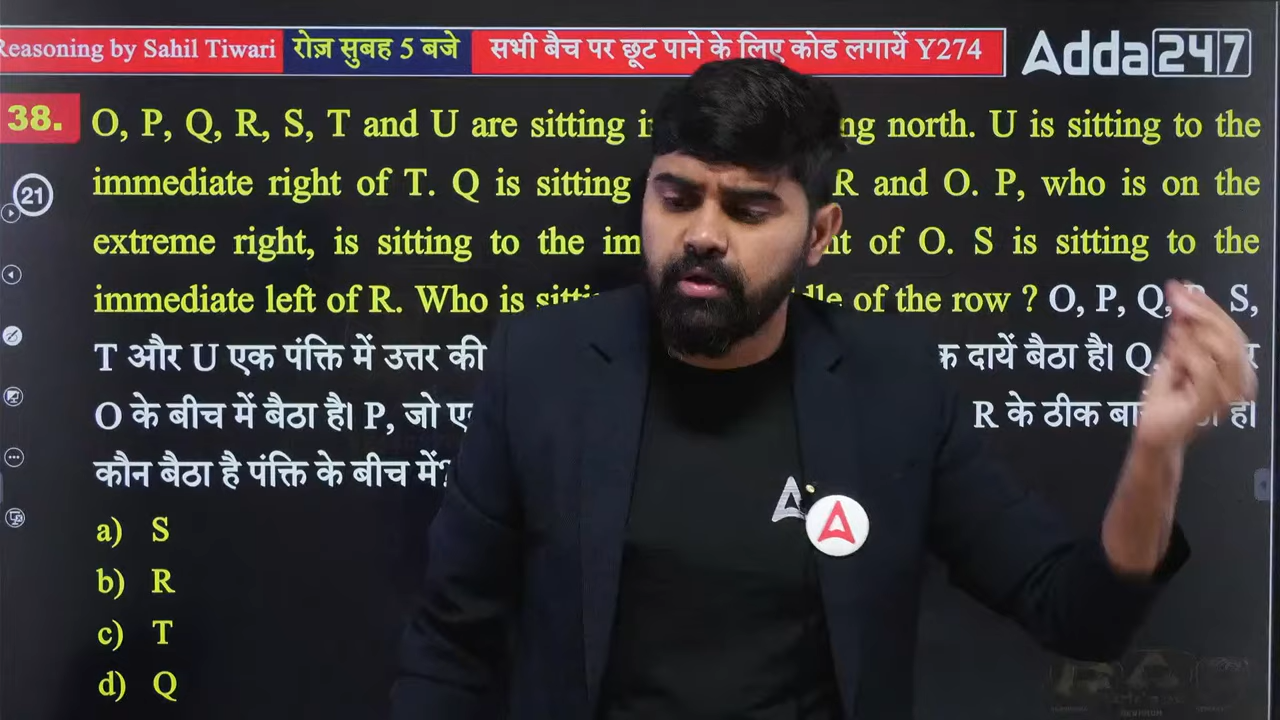 Reasoning by Sahil Tiwari रोज़ सुबह 5 बजे सभी बैच पर छूट पाने के लिए कोड लगायें Y274 Adda247
38. O, P, Q, R, S, T and U are sitting ng north. U is sitting to the
21 immediate right of T. Q is sitting R and O. P, who is on the
extreme right, is sitting to the im of O. S is sitting to the
immediate left of R. Who is of the row ? O, P, Q, S,
T और U एक पंक्ति में उत्तर की दायें बैठा है। Q,
O के बीच में बैठा है। P, जो R के ठीक
कौन बैठा है पंक्ति के बीच में?
a) S
b) R
c) T
d) Q